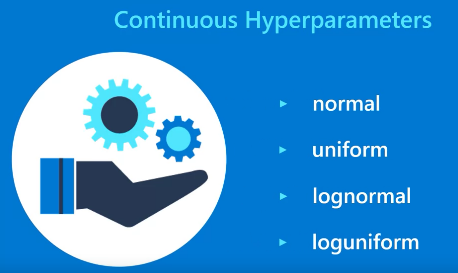 Continuous Hyperparameters
normal
uniform
lognormal
loguniform